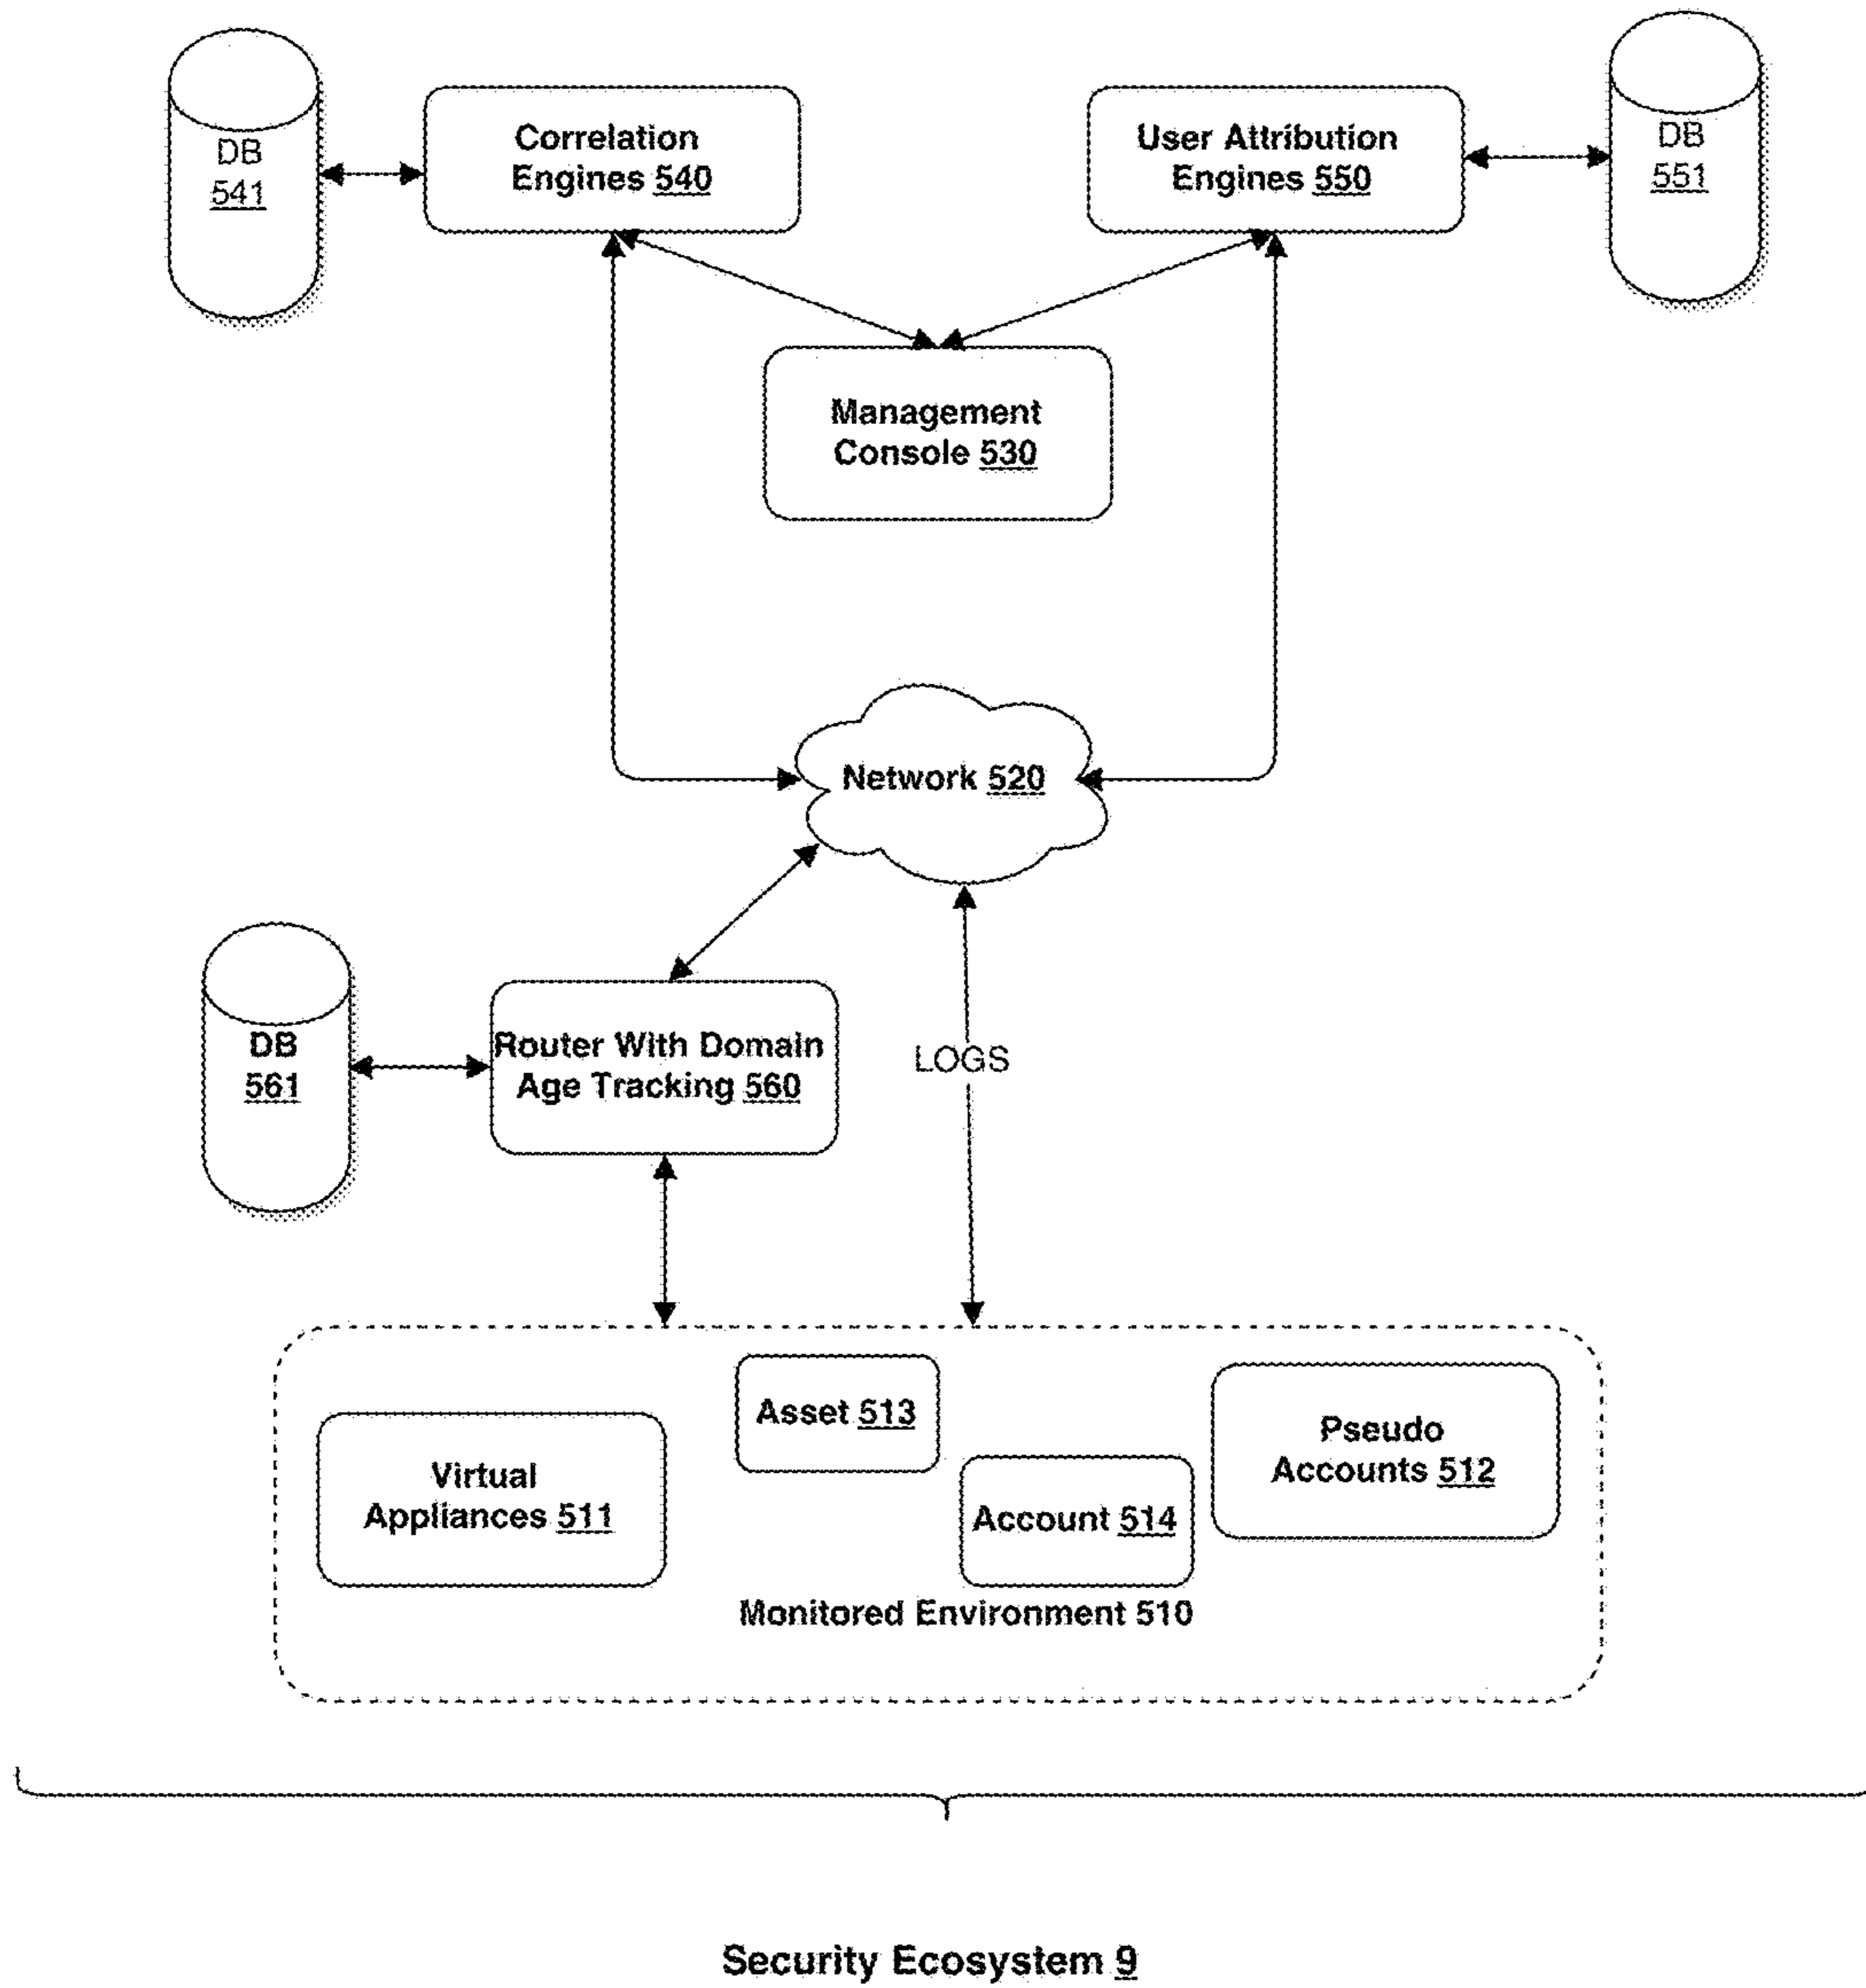 DB
541
Correlation
Engines 540
User Attribution
Engines 550
DB
551
Management
Console 530
Network 520
DB
561
Router With Domain
Age Tracking 560
LOGS
Virtual
Appliances 511
Asset 513
Account 514
Pseudo
Accounts 512
Monitored Environment 510
Security Ecosystem 9